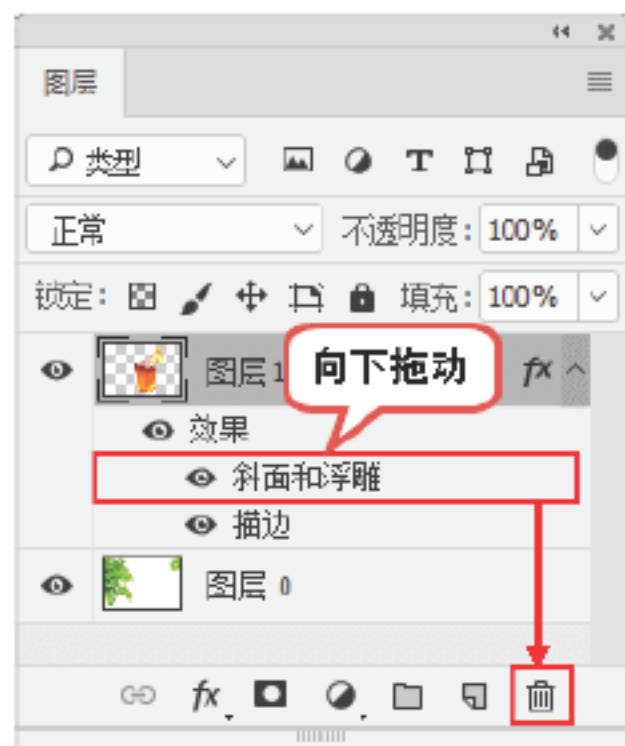 图层
类型
正常 不透明度: 100%
锁定: 填充: 100%
图层 1 向下拖动 fx
效果
斜面和浮雕
描边
图层 0
fx